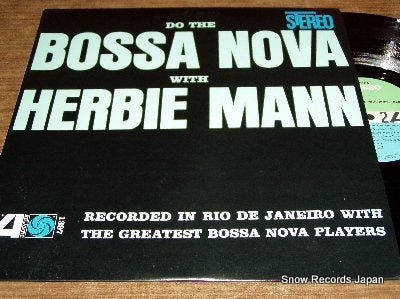 DO THE
STEREO
BOSSA NOVA
WITH
HERBIE MANN
1397
RECORDED IN RIO DE JANEIRO WITH
THE GREATEST BOSSA NOVA PLAYERS
Snow Records Japan